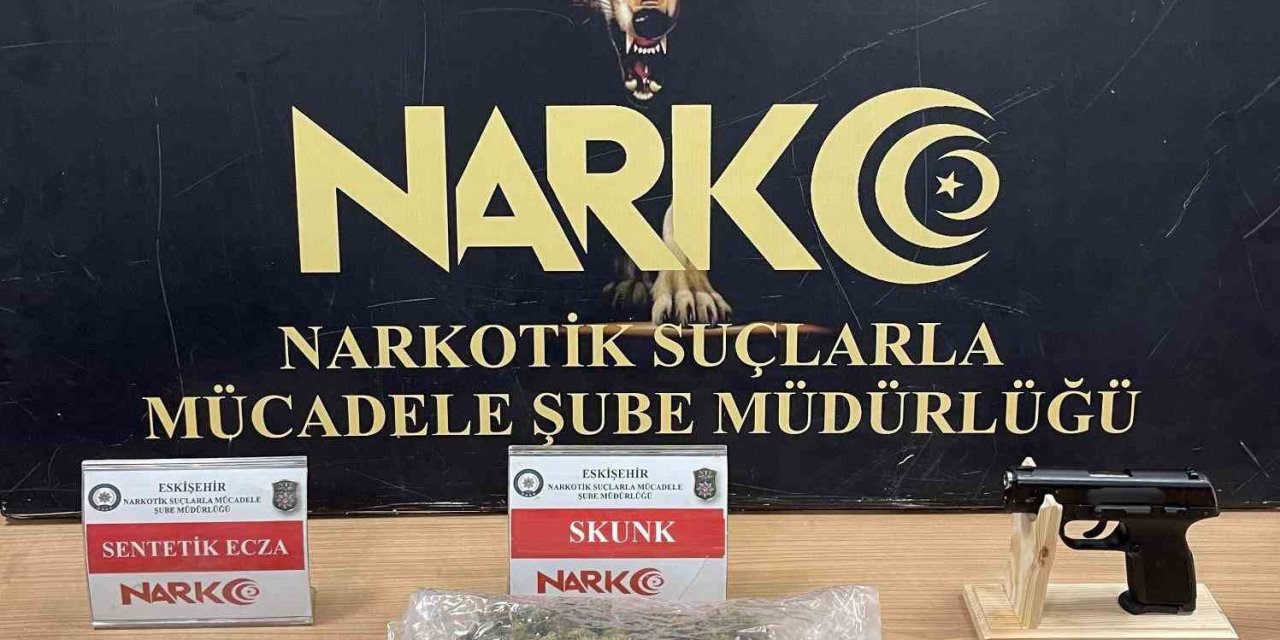 NARKO
NARKOTİK SUÇLARLA
MÜCADELE ŞUBE MÜDÜRLÜĞÜ
ESKİŞEHİR
NARKOTİK SUÇLARLA MÜCADELE
ŞUBE MÜDÜRLÜĞÜ
SENTETİK ECZA
NARKO
ESKİŞEHİR
NARKOTİK SUÇLARLA MÜCADELE
ŞUBE MÜDÜRLÜĞÜ
SKUNK
NARKO